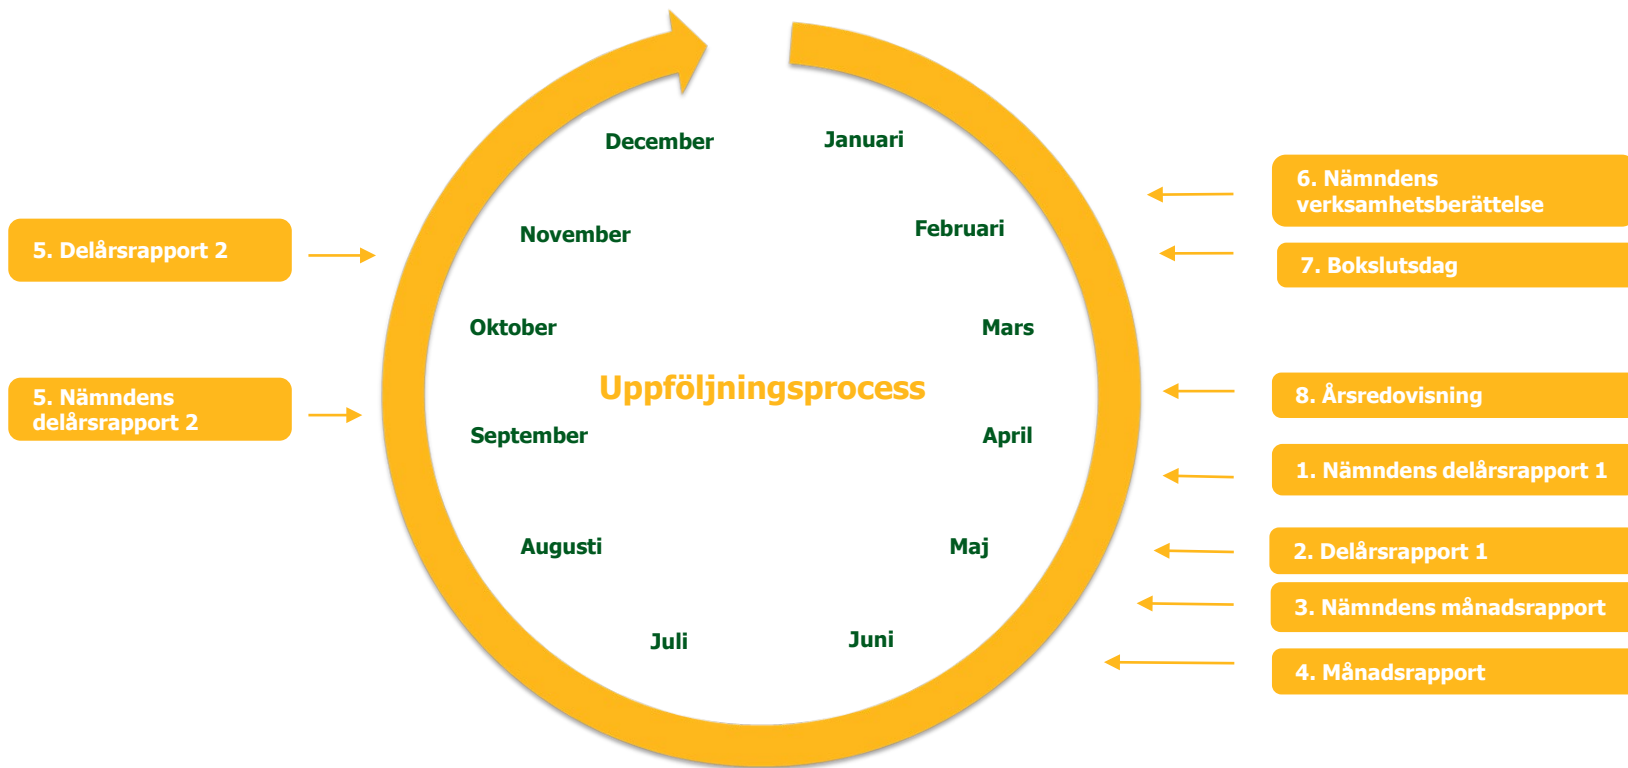 December
Januari
6. Nämndens
verksamhetsberättelse
5. Delårsrapport 2
November
Februari
7. Bokslutsdag
Oktober
Mars
Uppföljningsprocess
5. Nämndens
delårsrapport 2
8. Årsredovisning
September
April
1. Nämndens delårsrapport 1
Augusti
Maj
2. Delårsrapport 1
3. Nämndens månadsrapport
Juli
Juni
4. Månadsrapport